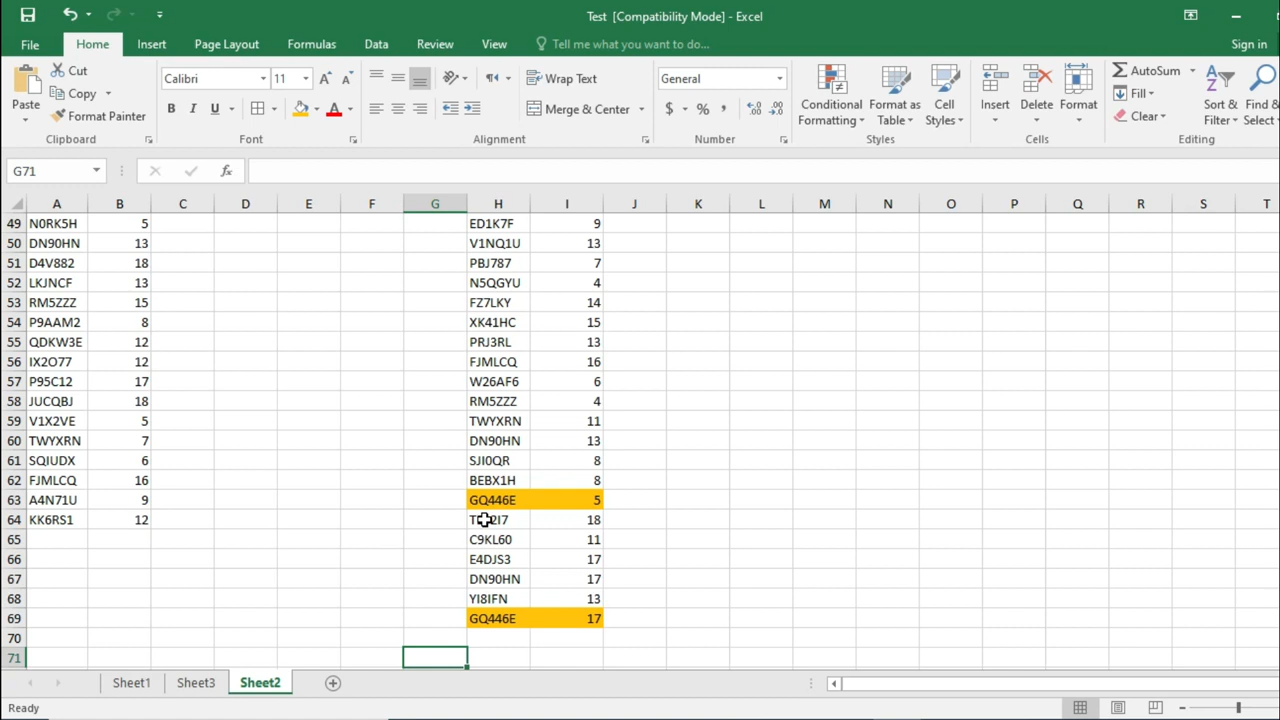 Test [Compatibility Mode] - Excel
Sign in
File Home Insert Page Layout Formulas Data Review View Tell me what you want to do...
Paste Cut Copy Format Painter
Calibri 11
B I U A
Wrap Text
Merge & Center
General
$ % ,
Conditional Formatting Format as Table Cell Styles
Insert Delete Format
AutoSum Fill Clear
Sort & Filter Find & Select
Clipboard Font Alignment Number Styles Cells Editing
G71 fx
A B C D E F G H I J K L M N O P Q R S T
49 N0RK5H 5 ED1K7F 9
50 DN90HN 13 V1NQ1U 13
51 D4V882 18 PBJ787 7
52 LKJNCF 13 N5QGYU 4
53 RM5ZZZ 15 FZ7LKY 14
54 P9AAM2 8 XK41HC 15
55 QDKW3E 12 PRJ3RL 13
56 IX2O77 12 FJMLCQ 16
57 P95C12 17 W26AF6 6
58 JUCQBJ 18 RM5ZZZ 4
59 V1X2VE 5 TWYXRN 11
60 TWYXRN 7 DN90HN 13
61 SQIUDX 6 SJI0QR 8
62 FJMLCQ 16 BEBX1H 8
63 A4N71U 9 GQ446E 5
64 KK6RS1 12 18
65 C9KL60 11
66 E4DJS3 17
67 DN90HN 17
68 YI8IFN 13
69 GQ446E 17
70
71
Sheet1 Sheet3 Sheet2
Ready